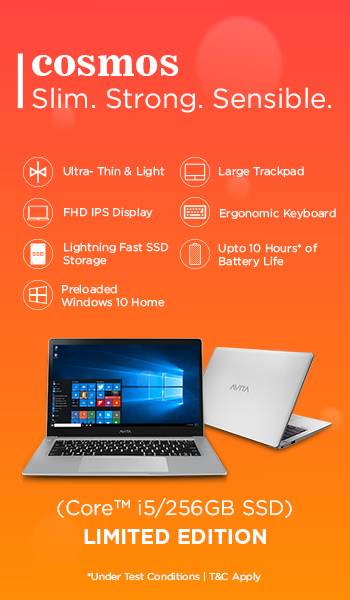 cosmos
Slim. Strong. Sensible.
Ultra- Thin & Light
Large Trackpad
FHD IPS Display
Ergonomic Keyboard
SSD
Lightning Fast SSD
Storage
Upto 10 Hours* of
Battery Life
Preloaded
Windows 10 Home
AVITA
AVITA
(Core™ i5/256GB SSD)
LIMITED EDITION
*Under Test Conditions | T&C Apply